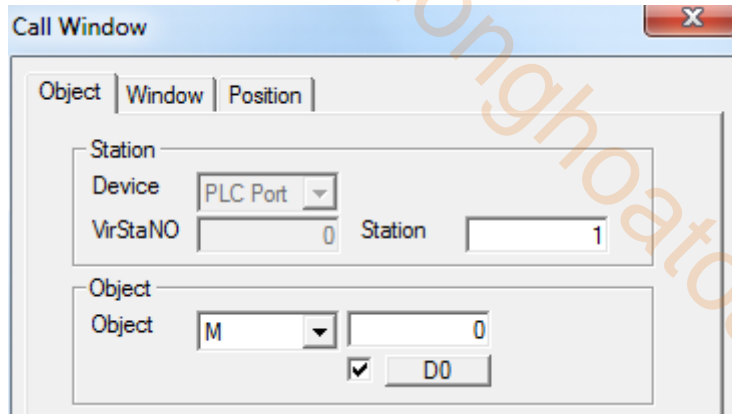 Call Window
Object Window Position
Station
Device PLC Port
VirStaNO 0 Station 1
Object
Object M 0
D0